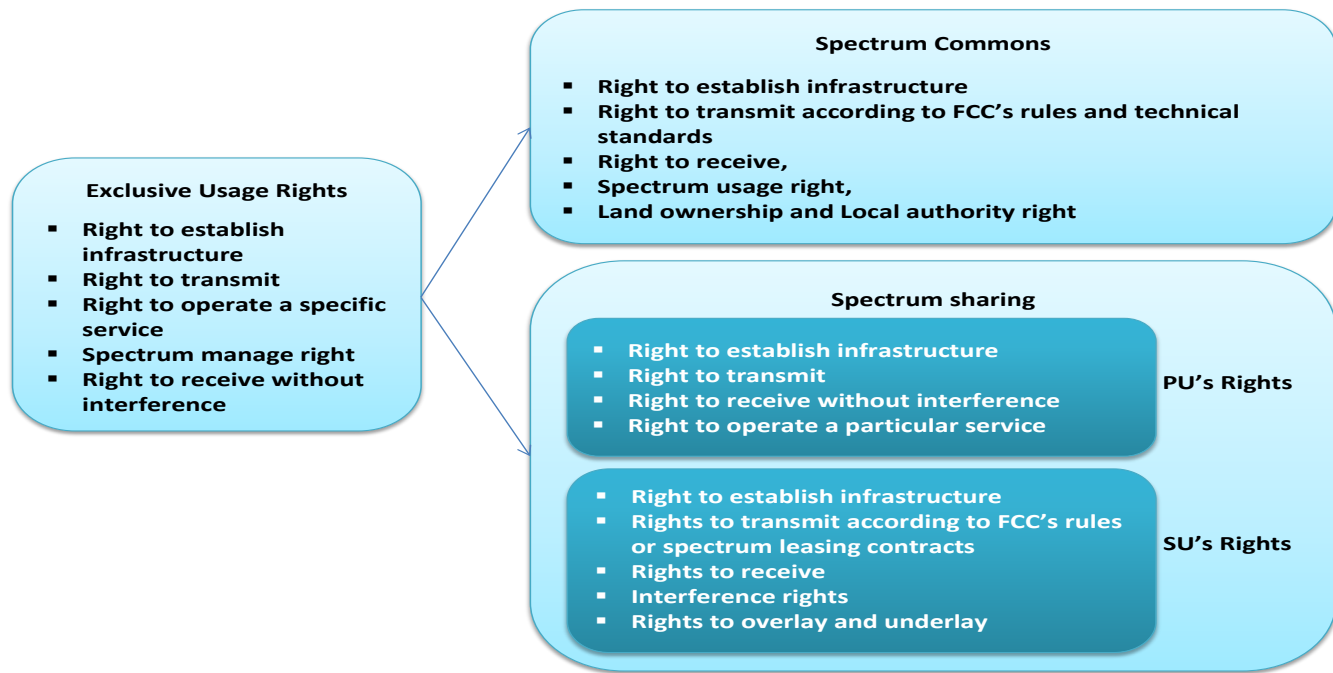 Exclusive Usage Rights
▪ Right to establish
infrastructure
▪ Right to transmit
▪ Right to operate a specific
service
▪ Spectrum manage right
▪ Right to receive without
interference
Spectrum Commons
▪ Right to establish infrastructure
▪ Right to transmit according to FCC’s rules and technical
standards
▪ Right to receive,
▪ Spectrum usage right,
▪ Land ownership and Local authority right
Spectrum sharing
▪ Right to establish infrastructure
▪ Right to transmit
▪ Right to receive without interference
▪ Right to operate a particular service
PU’s Rights
▪ Right to establish infrastructure
▪ Rights to transmit according to FCC’s rules
or spectrum leasing contracts
▪ Rights to receive
▪ Interference rights
▪ Rights to overlay and underlay
SU’s Rights